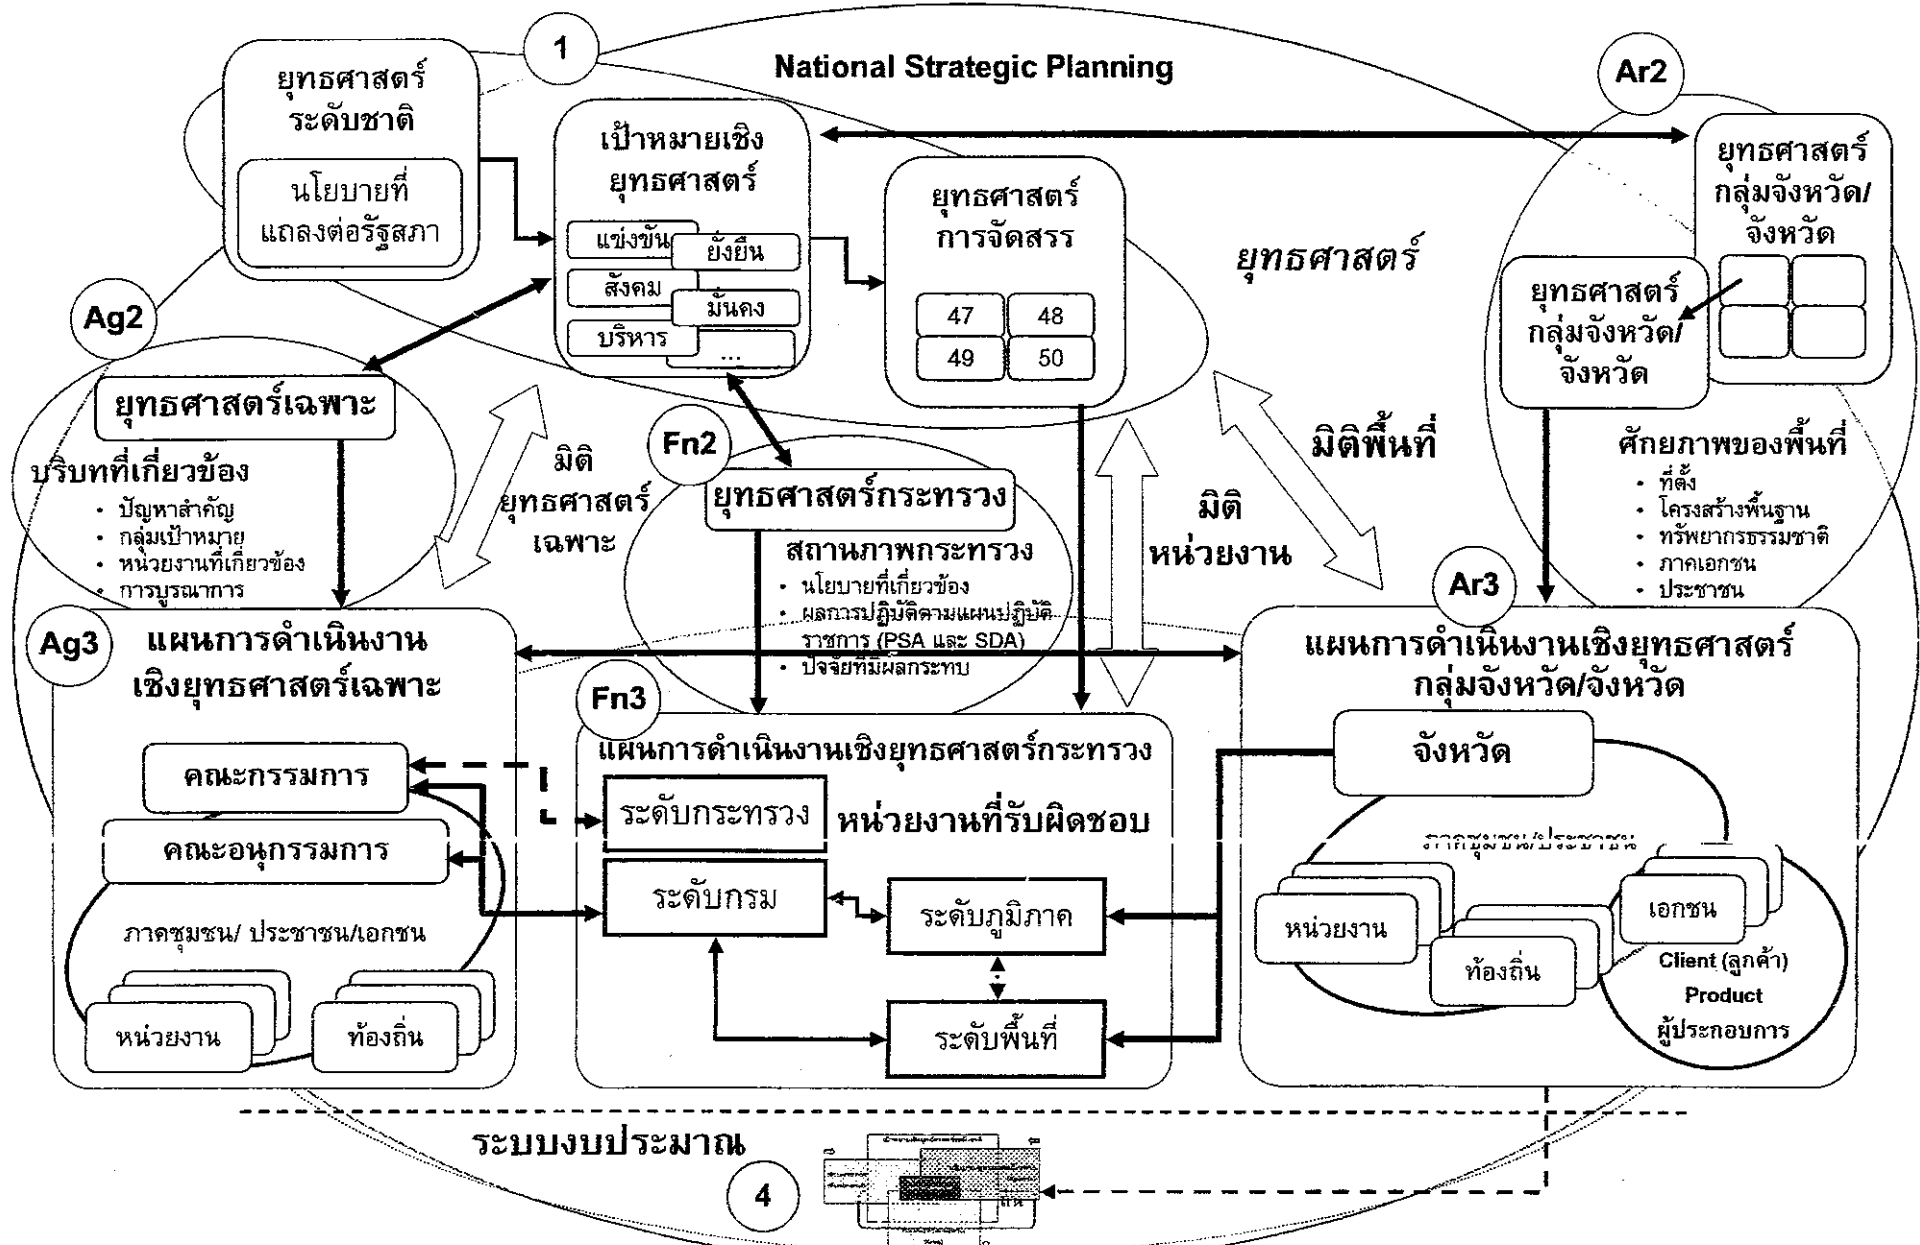 1
National Strategic Planning
Ar2
ยุทธศาสตร์
ระดับชาติ
นโยบายที่
แถลงต่อรัฐสภา
เป้าหมายเชิง
ยุทธศาสตร์
แข่งขัน
ยั่งยืน
สังคม
มั่นคง
บริหาร
...
ยุทธศาสตร์
การจัดสรร
47
48
49
50
ยุทธศาสตร์
ยุทธศาสตร์
กลุ่มจังหวัด/
จังหวัด
ยุทธศาสตร์
กลุ่มจังหวัด/
จังหวัด
Ag2
ยุทธศาสตร์เฉพาะ
บริบทที่เกี่ยวข้อง
• ปัญหาสำคัญ
• กลุ่มเป้าหมาย
• หน่วยงานที่เกี่ยวข้อง
• การบูรณาการ
มิติ
ยุทธศาสตร์
เฉพาะ
Fn2
ยุทธศาสตร์กระทรวง
สถานภาพกระทรวง
• นโยบายที่เกี่ยวข้อง
• ผลการปฏิบัติตามแผนปฏิบัติ
ราชการ (PSA และ SDA)
• ปัจจัยที่มีผลกระทบ
มิติ
หน่วยงาน
มิติพื้นที่
ศักยภาพของพื้นที่
• ที่ตั้ง
• โครงสร้างพื้นฐาน
• ทรัพยากรธรรมชาติ
• ภาคเอกชน
• ประชาชน
Ag3
แผนการดำเนินงาน
เชิงยุทธศาสตร์เฉพาะ
คณะกรรมการ
คณะอนุกรรมการ
ภาคชุมชน/ ประชาชน/เอกชน
หน่วยงาน
ท้องถิ่น
Fn3
แผนการดำเนินงานเชิงยุทธศาสตร์กระทรวง
ระดับกระทรวง
หน่วยงานที่รับผิดชอบ
ระดับกรม
ระดับภูมิภาค
ระดับพื้นที่
Ar3
แผนการดำเนินงานเชิงยุทธศาสตร์
กลุ่มจังหวัด/จังหวัด
จังหวัด
ภาคชุมชน/ประชาชน
หน่วยงาน
ท้องถิ่น
เอกชน
Client (ลูกค้า)
Product
ผู้ประกอบการ
ระบบงบประมาณ
4